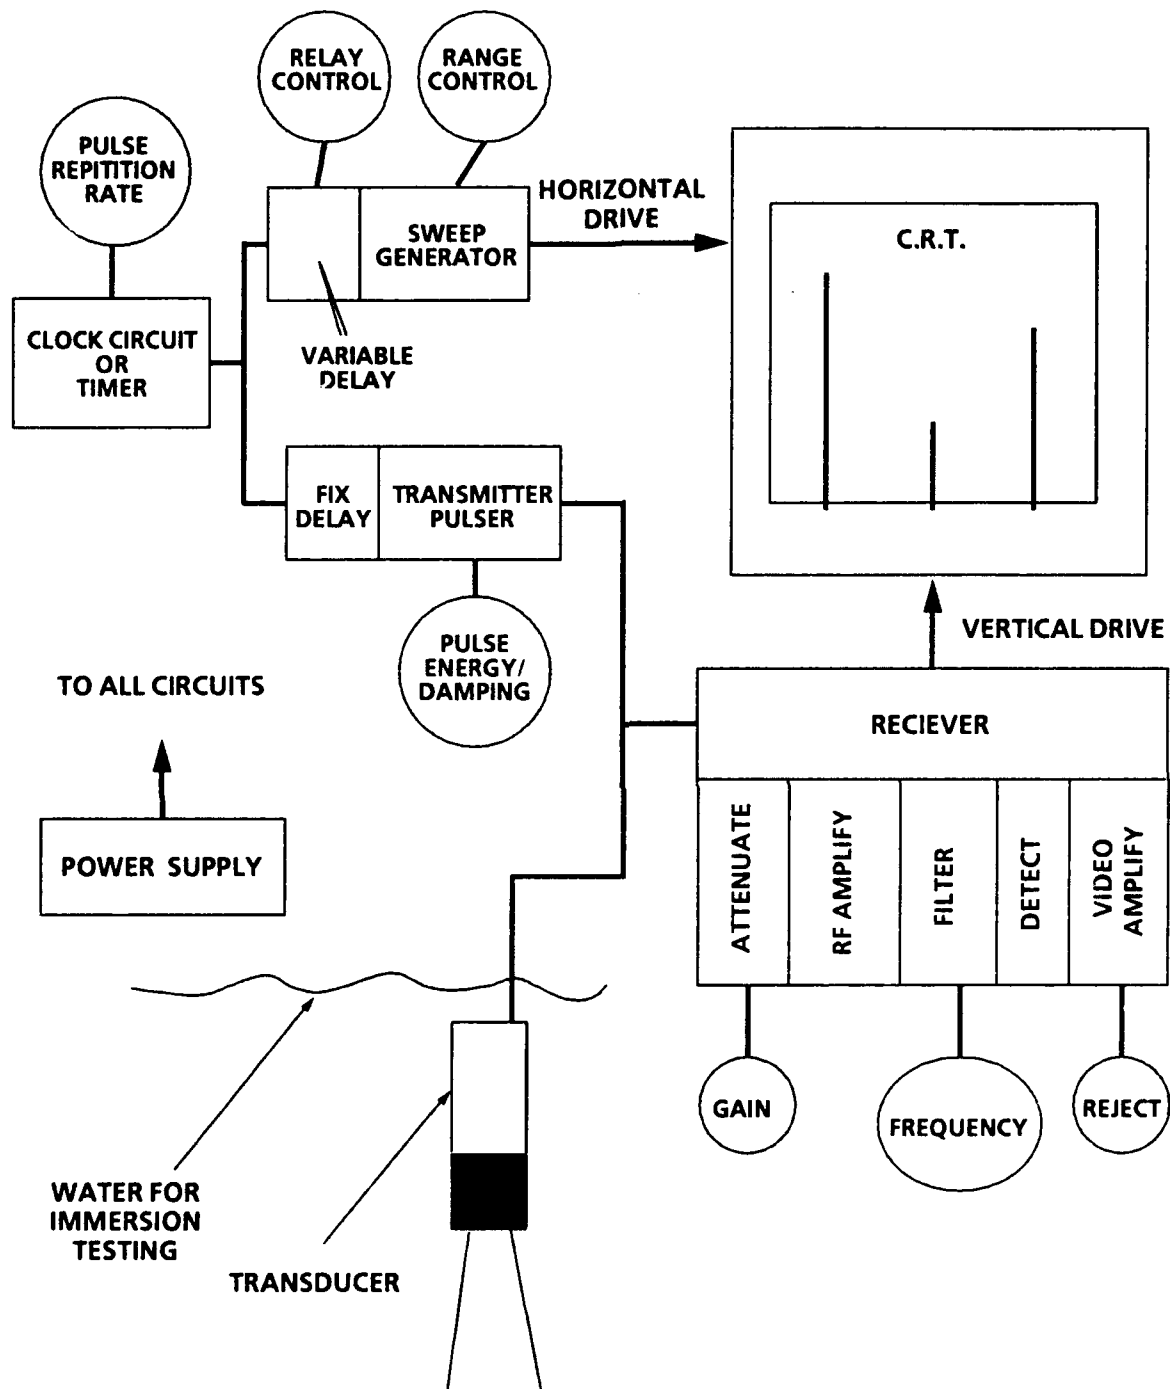 RELAY
CONTROL
RANGE
CONTROL
PULSE
REPITITION
RATE
HORIZONTAL
DRIVE
SWEEP
GENERATOR
C.R.T.
CLOCK CIRCUIT
OR
TIMER
VARIABLE
DELAY
FIX
DELAY
TRANSMITTER
PULSER
PULSE
ENERGY/
DAMPING
VERTICAL DRIVE
TO ALL CIRCUITS
RECIEVER
POWER SUPPLY
ATTENUATE
RF AMPLIFY
FILTER
DETECT
VIDEO
AMPLIFY
GAIN
FREQUENCY
REJECT
WATER FOR
IMMERSION
TESTING
TRANSDUCER